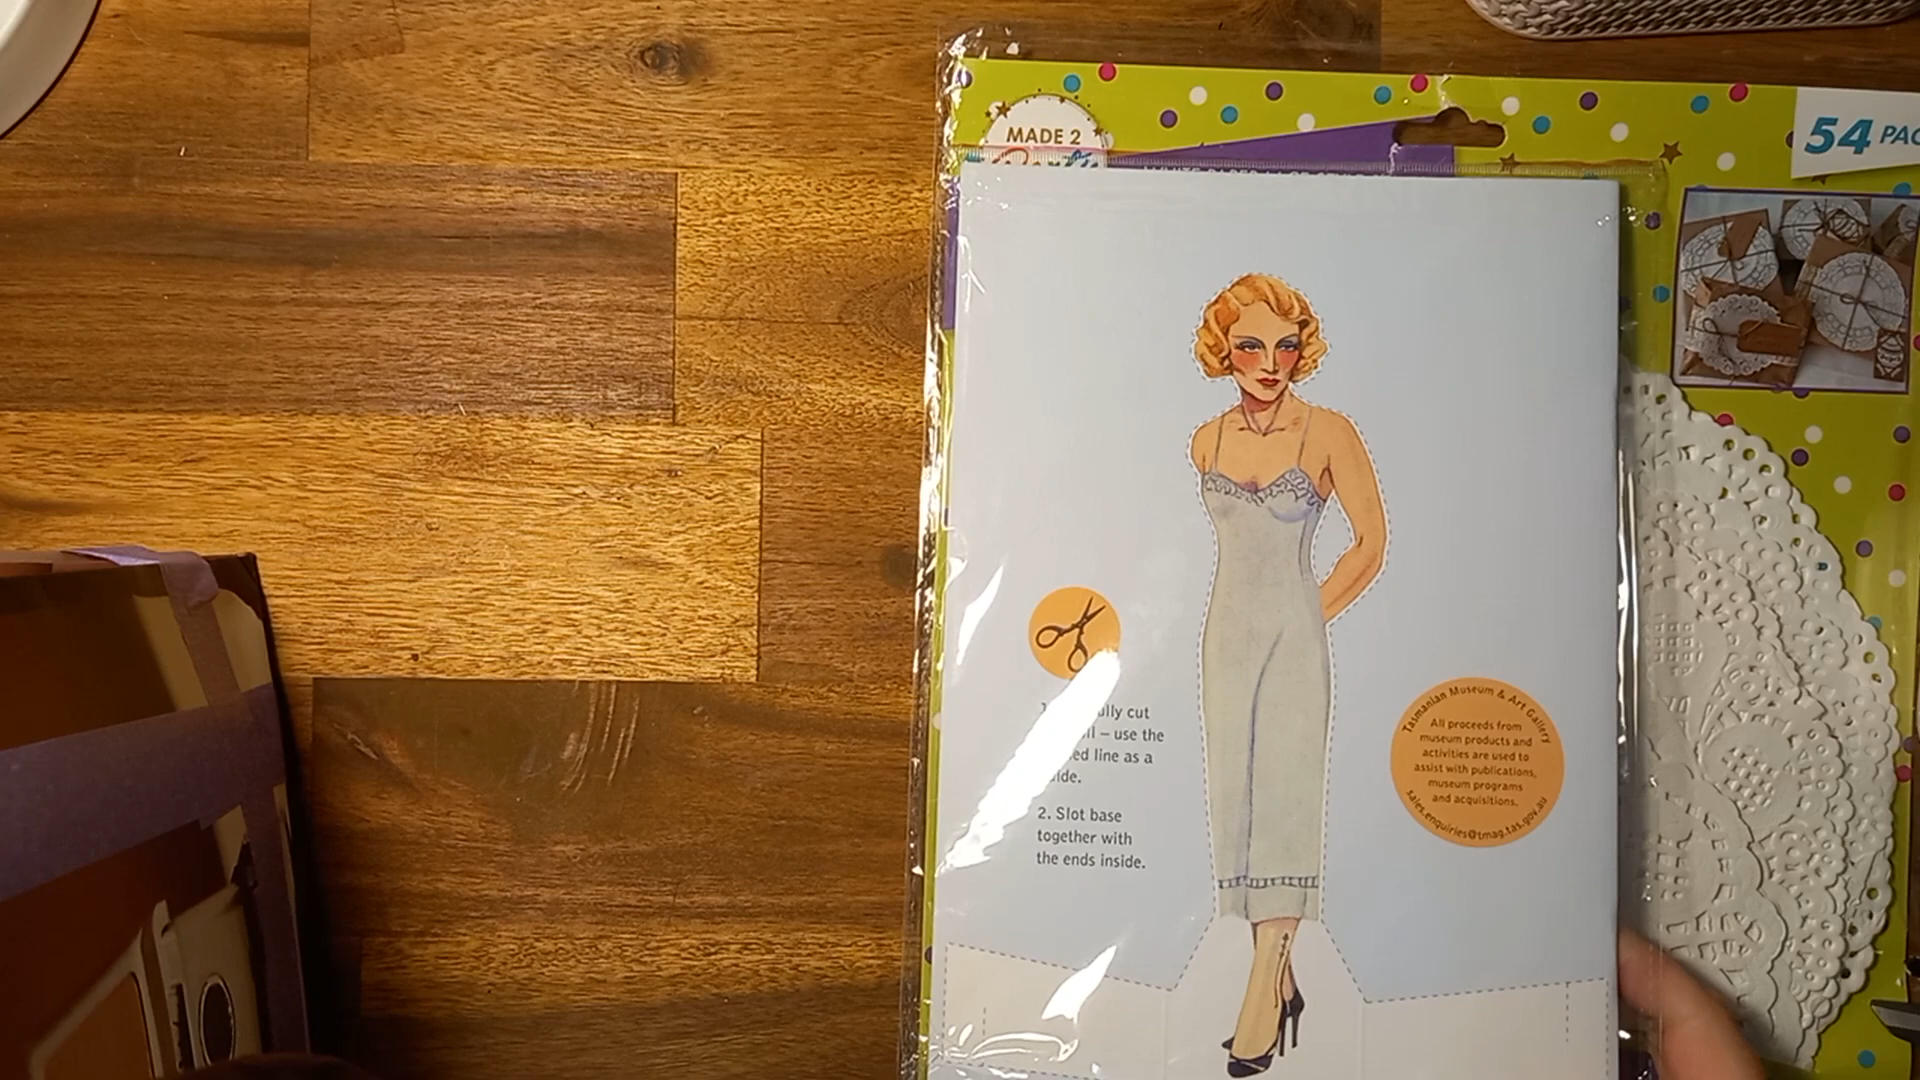 MADE 2
54 PAC
ully cut
– use the
ed line as a
ide.
2. Slot base
together with
the ends inside.
Tasmanian Museum & Art Gallery
All proceeds from
museum products and
activities are used to
assist with publications,
museum programs
and acquisitions.
sales.enquiries@tmag.tas.gov.au